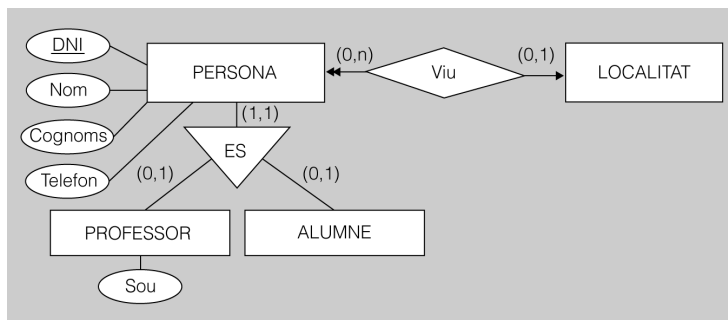 DNI
Nom
Cognoms
Telefon
PERSONA
(0,n)
Viu
(0,1)
LOCALITAT
(1,1)
ES
(0,1)
(0,1)
PROFESSOR
ALUMNE
Sou